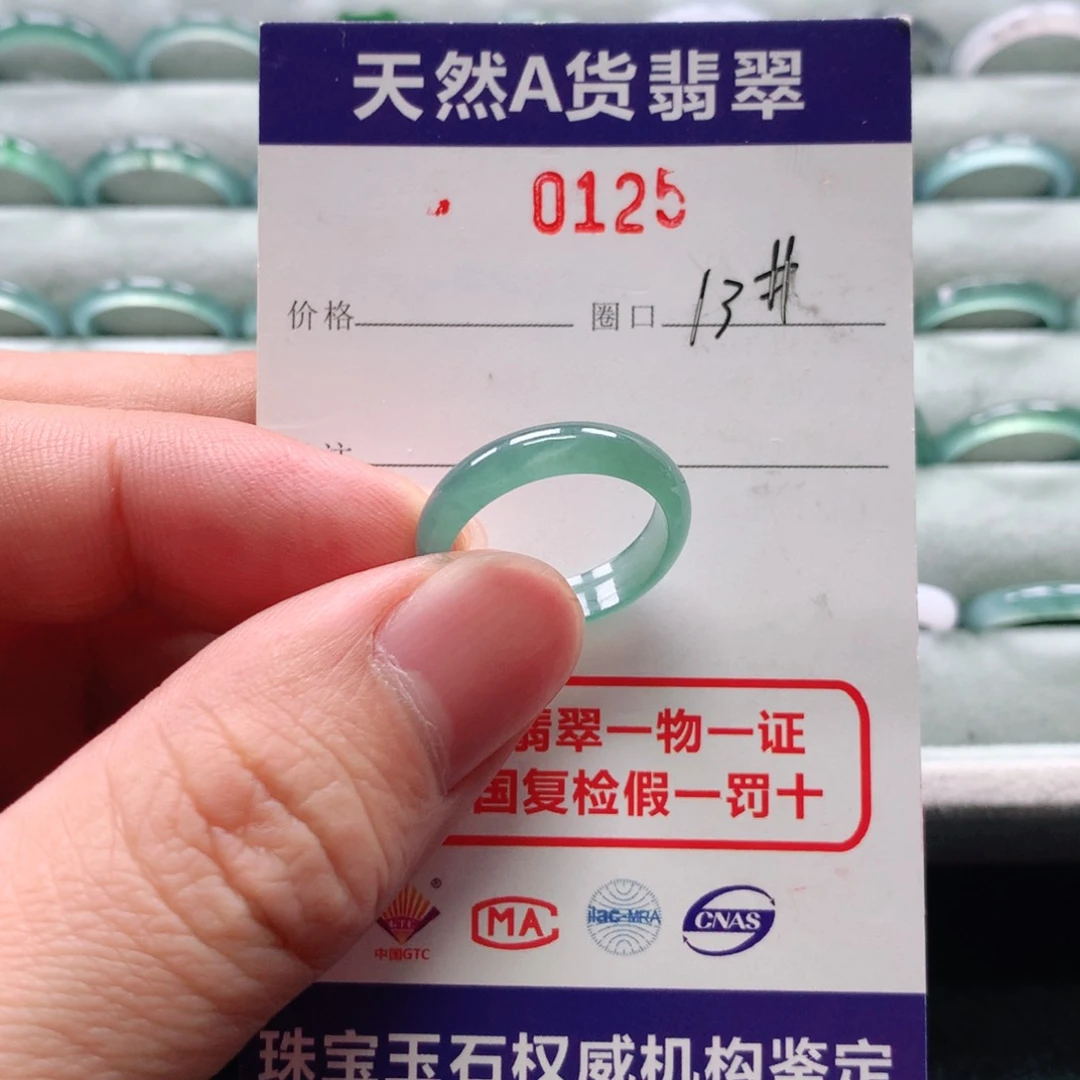 天然A货翡翠
0125
价格 圈口 13#
注
翡翠一物一证
国复检假一罚十
中国GTC MA ilac-MRA CNAS
珠宝玉石权威机构鉴定